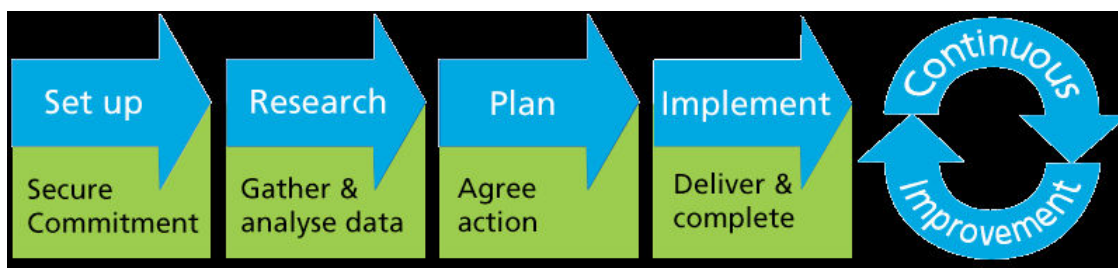 Set up
Secure
Commitment
Research
Gather &
analyse data
Plan
Agree
action
Implement
Deliver &
complete
Continuous
Improvement